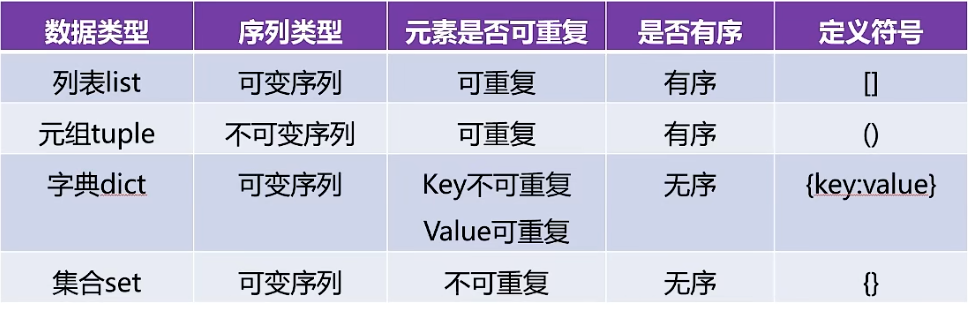 数据类型 序列类型 元素是否可重复 是否有序 定义符号
列表list 可变序列 可重复 有序 []
元组tuple 不可变序列 可重复 有序 ()
字典dict 可变序列 Key不可重复 无序 {key:value}
Value可重复
集合set 可变序列 不可重复 无序 {}